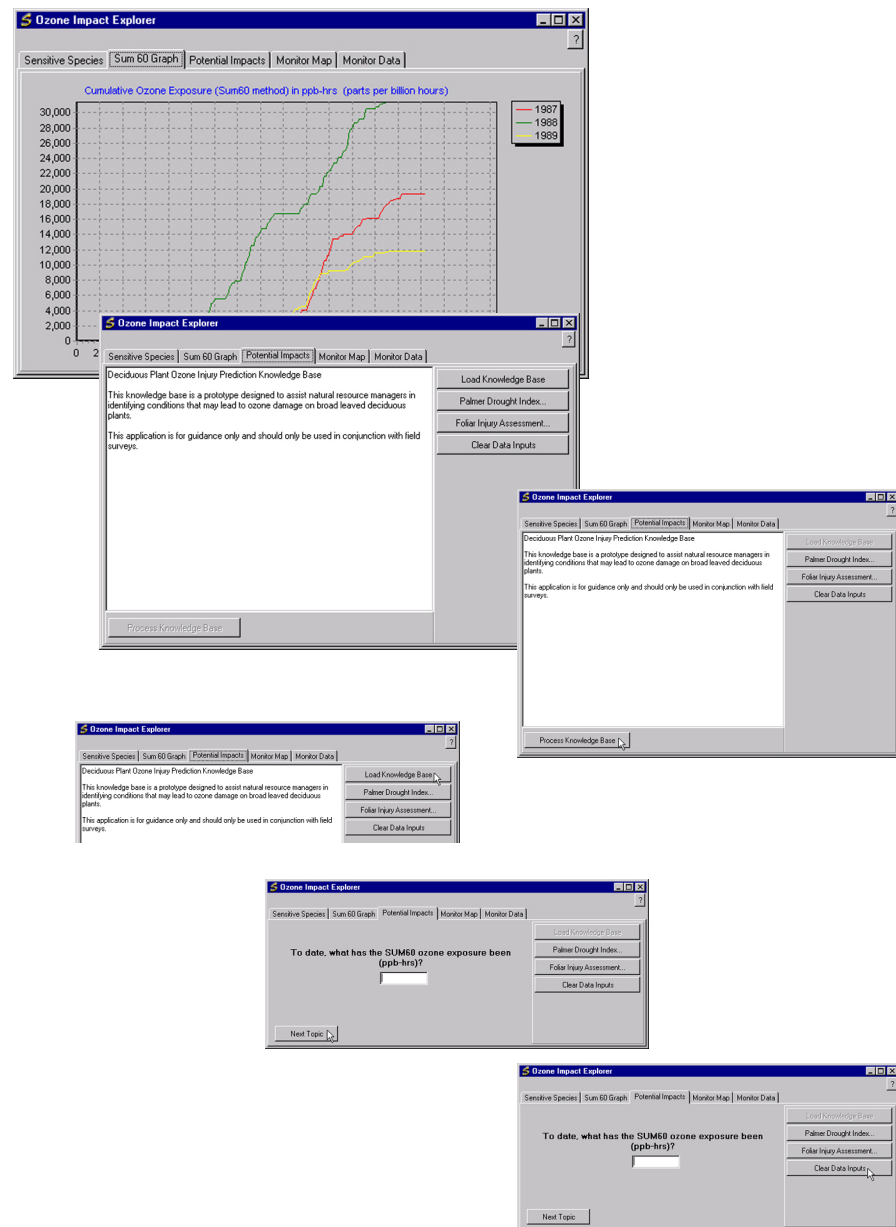 Ozone Impact Explorer
?
Sensitive Species Sum 60 Graph Potential Impacts Monitor Map Monitor Data
Cumulative Ozone Exposure (Sum60 method) in ppb-hrs (parts per billion hours)
1987
1988
1989
30,000
28,000
26,000
24,000
22,000
20,000
18,000
16,000
14,000
12,000
10,000
8,000
6,000
4,000
2,000
0
0 2
Ozone Impact Explorer
?
Sensitive Species Sum 60 Graph Potential Impacts Monitor Map Monitor Data
Deciduous Plant Ozone Injury Prediction Knowledge Base
This knowledge base is a prototype designed to assist natural resource managers in
identifying conditions that may lead to ozone damage on broad leaved deciduous
plants.
This application is for guidance only and should only be used in conjunction with field
surveys.
Load Knowledge Base
Palmer Drought Index...
Foliar Injury Assessment...
Clear Data Inputs
Process Knowledge Base
Ozone Impact Explorer
?
Sensitive Species Sum 60 Graph Potential Impacts Monitor Map Monitor Data
Deciduous Plant Ozone Injury Prediction Knowledge Base
This knowledge base is a prototype designed to assist natural resource managers in
identifying conditions that may lead to ozone damage on broad leaved deciduous
plants.
This application is for guidance only and should only be used in conjunction with field
surveys.
Load Knowledge Base
Palmer Drought Index...
Foliar Injury Assessment...
Clear Data Inputs
Process Knowledge Base
Ozone Impact Explorer
?
Sensitive Species Sum 60 Graph Potential Impacts Monitor Map Monitor Data
Deciduous Plant Ozone Injury Prediction Knowledge Base
This knowledge base is a prototype designed to assist natural resource managers in
identifying conditions that may lead to ozone damage on broad leaved deciduous
plants.
This application is for guidance only and should only be used in conjunction with field
surveys.
Load Knowledge Base
Palmer Drought Index...
Foliar Injury Assessment...
Clear Data Inputs
Ozone Impact Explorer
?
Sensitive Species Sum 60 Graph Potential Impacts Monitor Map Monitor Data
To date, what has the SUM60 ozone exposure been
(ppb-hrs)?
Load Knowledge Base
Palmer Drought Index...
Foliar Injury Assessment...
Clear Data Inputs
Next Topic
Ozone Impact Explorer
?
Sensitive Species Sum 60 Graph Potential Impacts Monitor Map Monitor Data
To date, what has the SUM60 ozone exposure been
(ppb-hrs)?
Load Knowledge Base
Palmer Drought Index...
Foliar Injury Assessment...
Clear Data Inputs
Next Topic